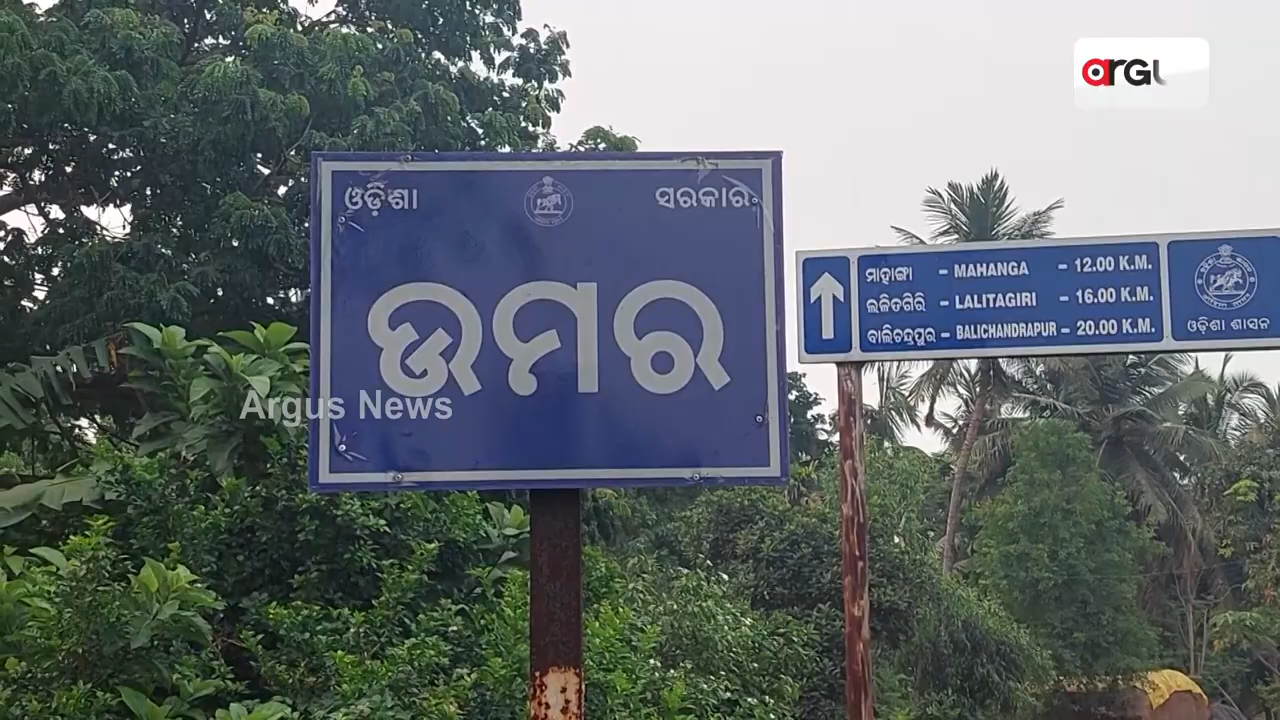 ଓଡ଼ିଶା ସରକାର
ଉମର
Argus News
ମାହାଙ୍ଗା - MAHANGA - 12.00 K.M.
ଲଳିତଗିରି - LALITAGIRI - 16.00 K.M.
ବାଲିଚନ୍ଦ୍ରପୁର - BALICHANDRAPUR - 20.00 K.M.
ଓଡ଼ିଶା ଶାସନ